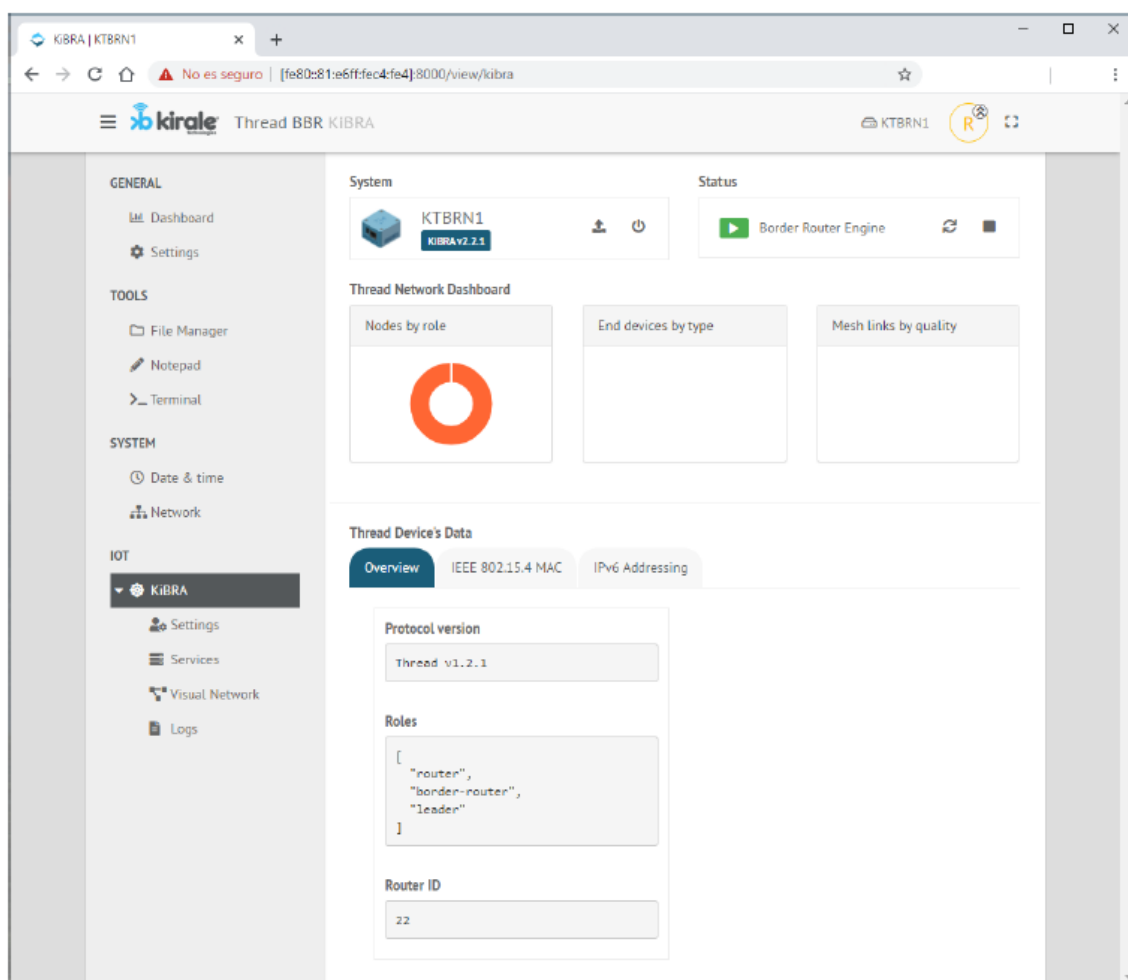 KiBRA | KTBRN1
No es seguro | [fe80::81:e6ff:fec4:fe4]:8000/view/kibra
kirale Thread BBR KIBRA
Technologies
KTBRN1 R
GENERAL
Dashboard
Settings
TOOLS
File Manager
Notepad
Terminal
SYSTEM
Date & time
Network
IOT
KiBRA
Settings
Services
Visual Network
Logs
System
KTBRN1
KiBRA v2.2.1
Status
Border Router Engine
Thread Network Dashboard
Nodes by role
End devices by type
Mesh links by quality
Thread Device's Data
Overview
IEEE 802.15.4 MAC
IPv6 Addressing
Protocol version
Thread v1.2.1
Roles
[
"router",
"border-router",
"leader"
]
Router ID
22